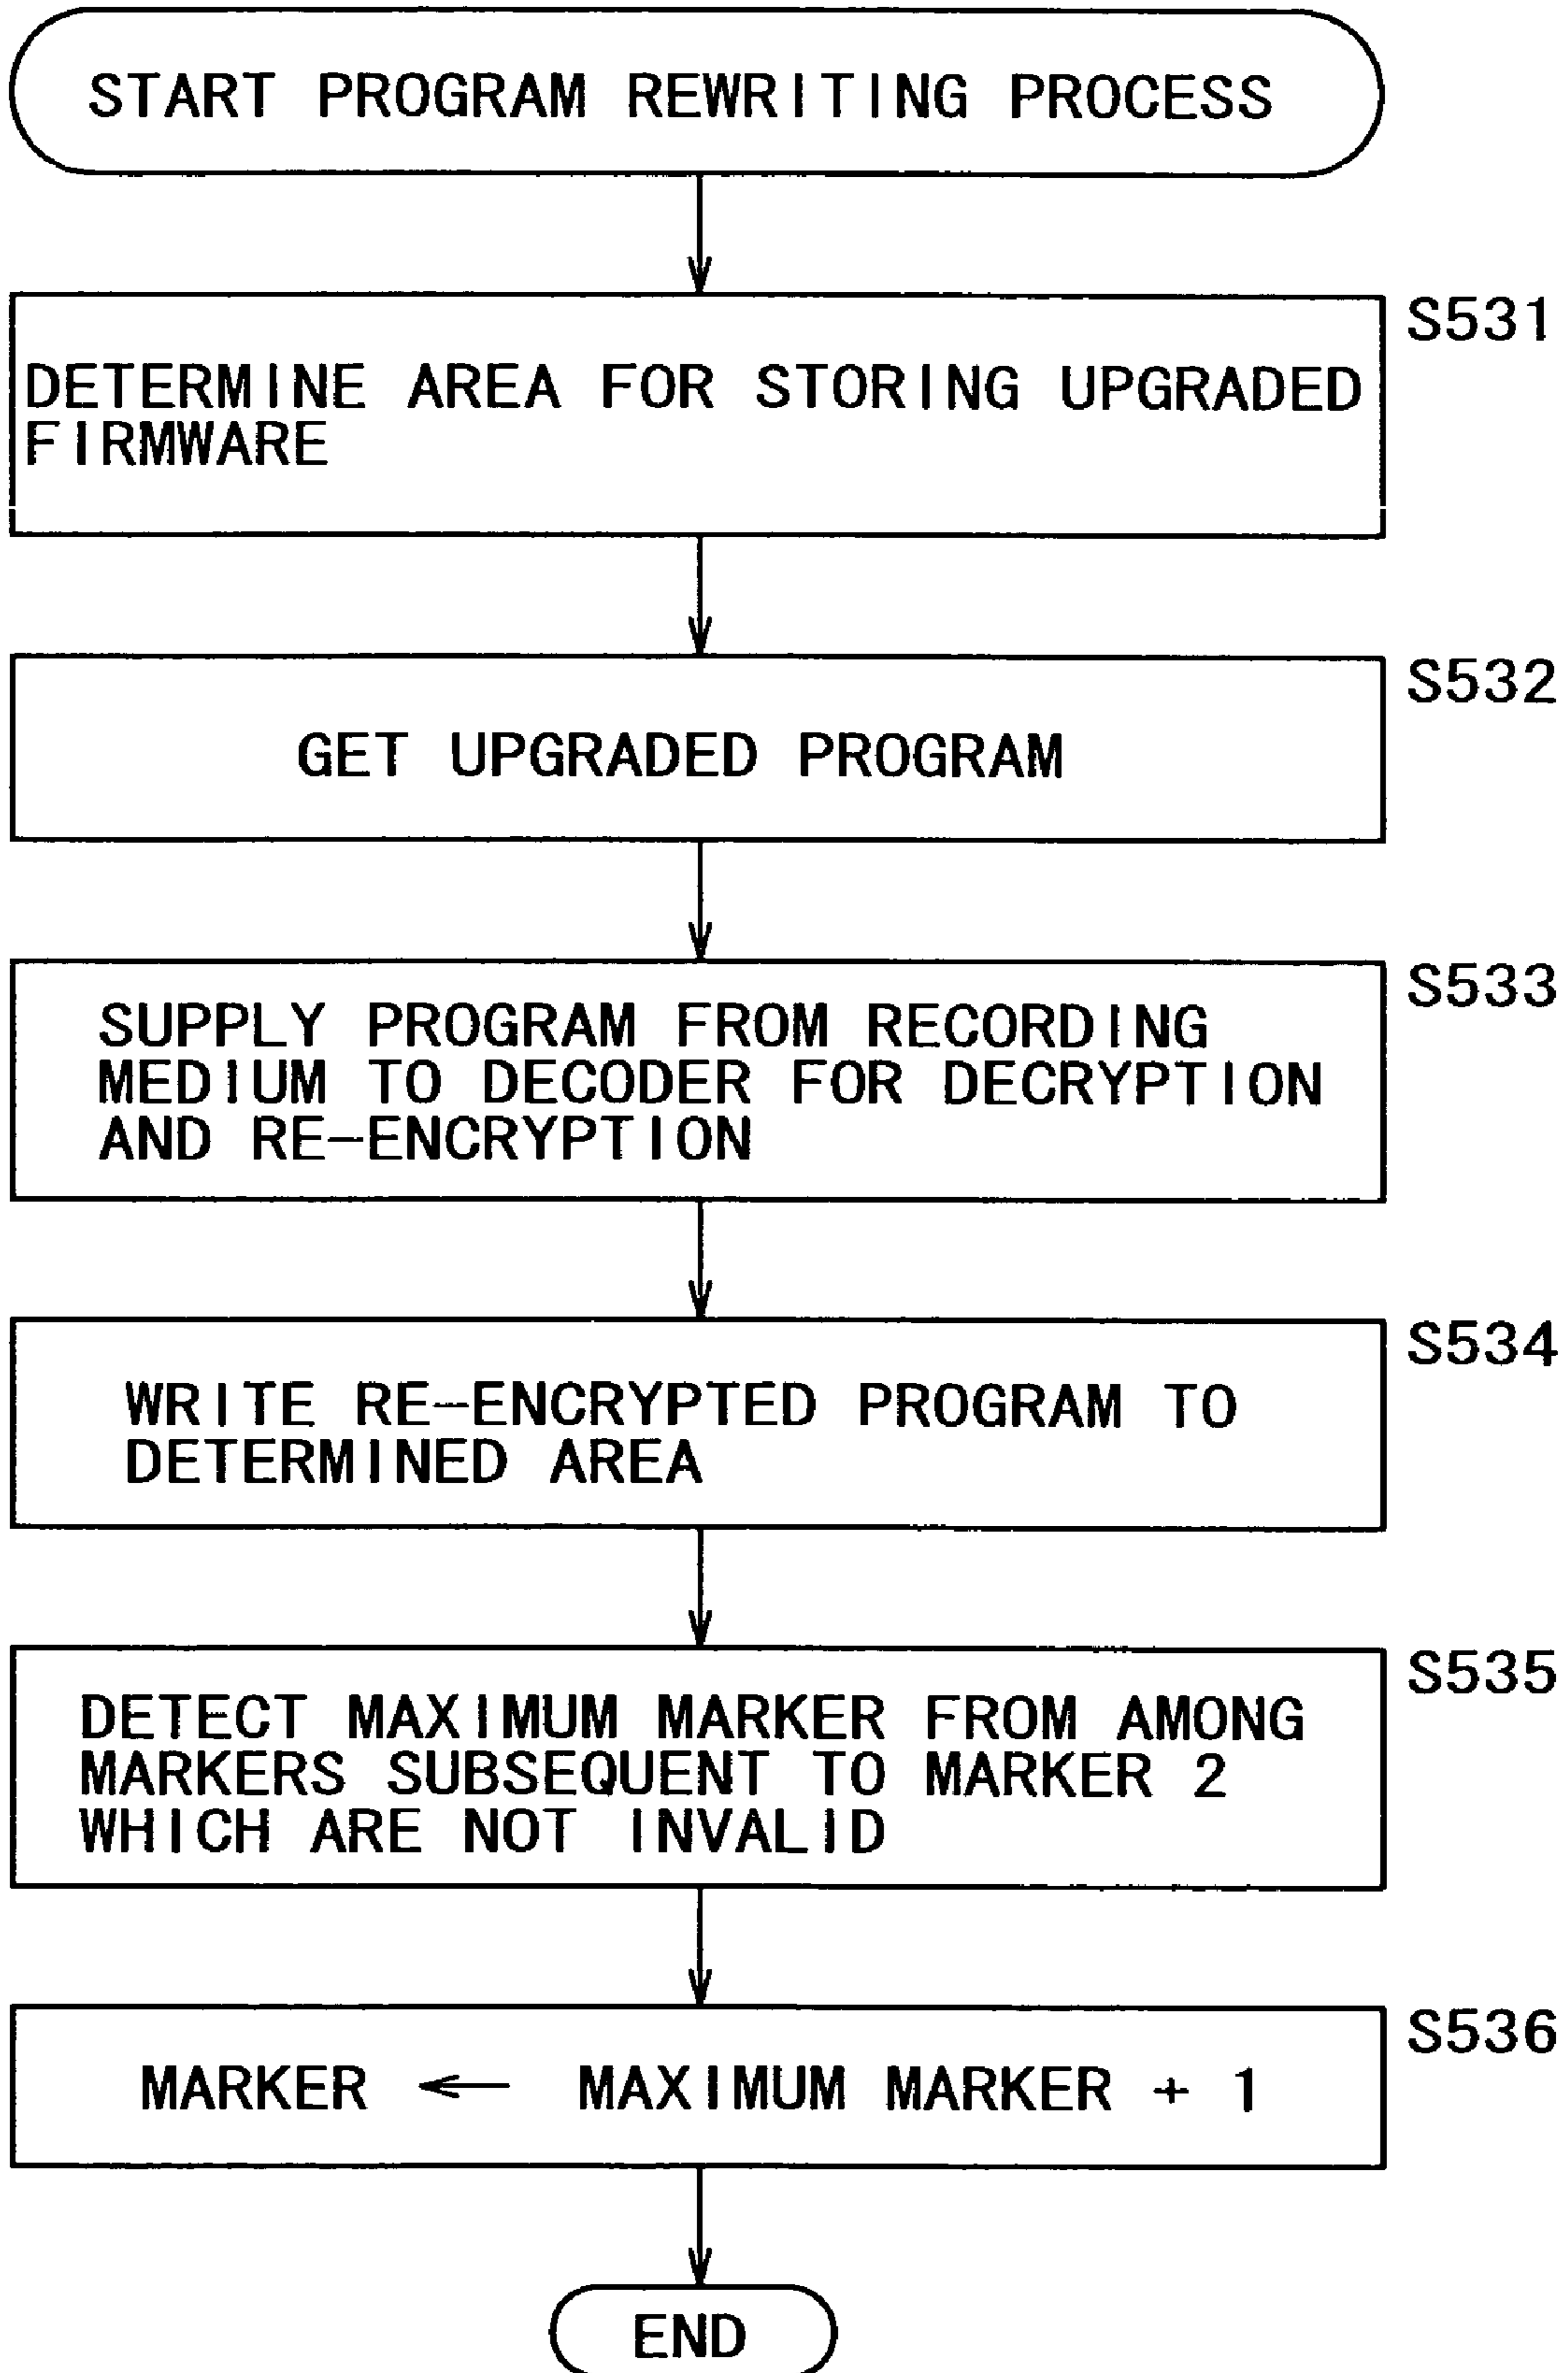 START PROGRAM REWRITING PROCESS
S531
DETERMINE AREA FOR STORING UPGRADED
FIRMWARE
S532
GET UPGRADED PROGRAM
S533
SUPPLY PROGRAM FROM RECORDING
MEDIUM TO DECODER FOR DECRYPTION
AND RE-ENCRYPTION
S534
WRITE RE-ENCRYPTED PROGRAM TO
DETERMINED AREA
S535
DETECT MAXIMUM MARKER FROM AMONG
MARKERS SUBSEQUENT TO MARKER 2
WHICH ARE NOT INVALID
S536
MARKER ← MAXIMUM MARKER + 1
END